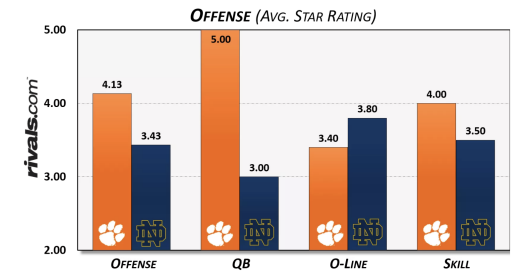 OFFENSE (AVG. STAR RATING)
rivals.com
5.00
4.00
3.00
2.00
4.13
3.43
5.00
3.00
3.40
3.80
4.00
3.50
OFFENSE
QB
O-LINE
SKILL